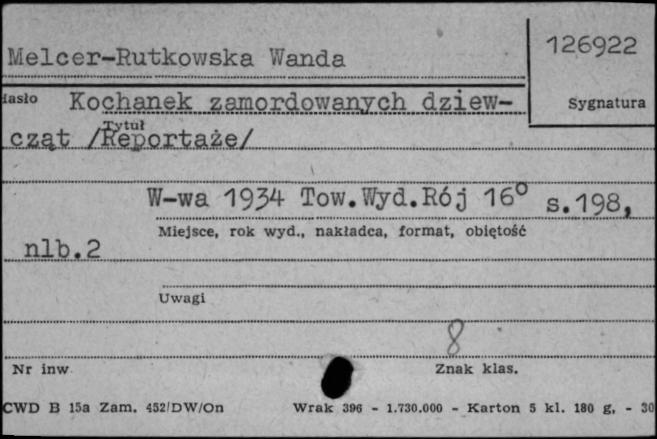 Melcer-Rutkowska Wanda
126922
Sygnatura
Kochanek zamordowanych dziew-
Tytuł
cząt /Reportaże/
W-wa 1934 Tow.Wyd.Rój 16° s.198,
Miejsce, rok wyd., nakładca, format, objętość
nlb.2
Uwagi
8
Nr inw
Znak klas.
CWD B 15a Zam. 452/DW/On
Wrak 396 - 1.730.000 - Karton 5 kl. 180 g, - 30